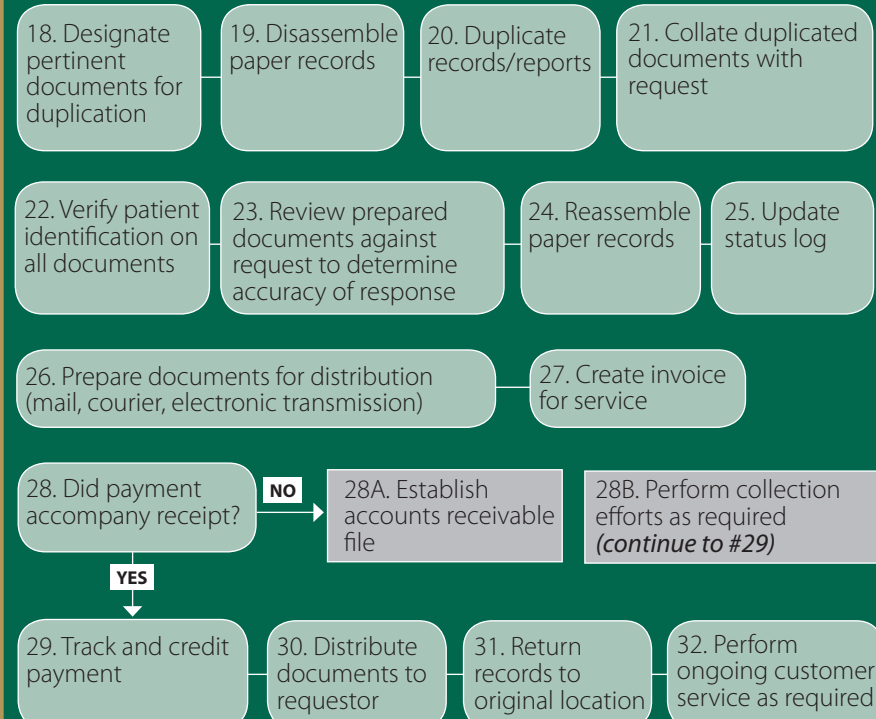 18. Designate
pertinent
documents for
duplication
19. Disassemble
paper records
20. Duplicate
records/reports
21. Collate duplicated
documents with
request
22. Verify patient
identification on
all documents
23. Review prepared
documents against
request to determine
accuracy of response
24. Reassemble
paper records
25. Update
status log
26. Prepare documents for distribution
(mail, courier, electronic transmission)
27. Create invoice
for service
28. Did payment
accompany receipt?
NO
28A. Establish
accounts receivable
file
28B. Perform collection
efforts as required
(continue to #29)
YES
29. Track and credit
payment
30. Distribute
documents to
requestor
31. Return
records to
original location
32. Perform
ongoing customer
service as required